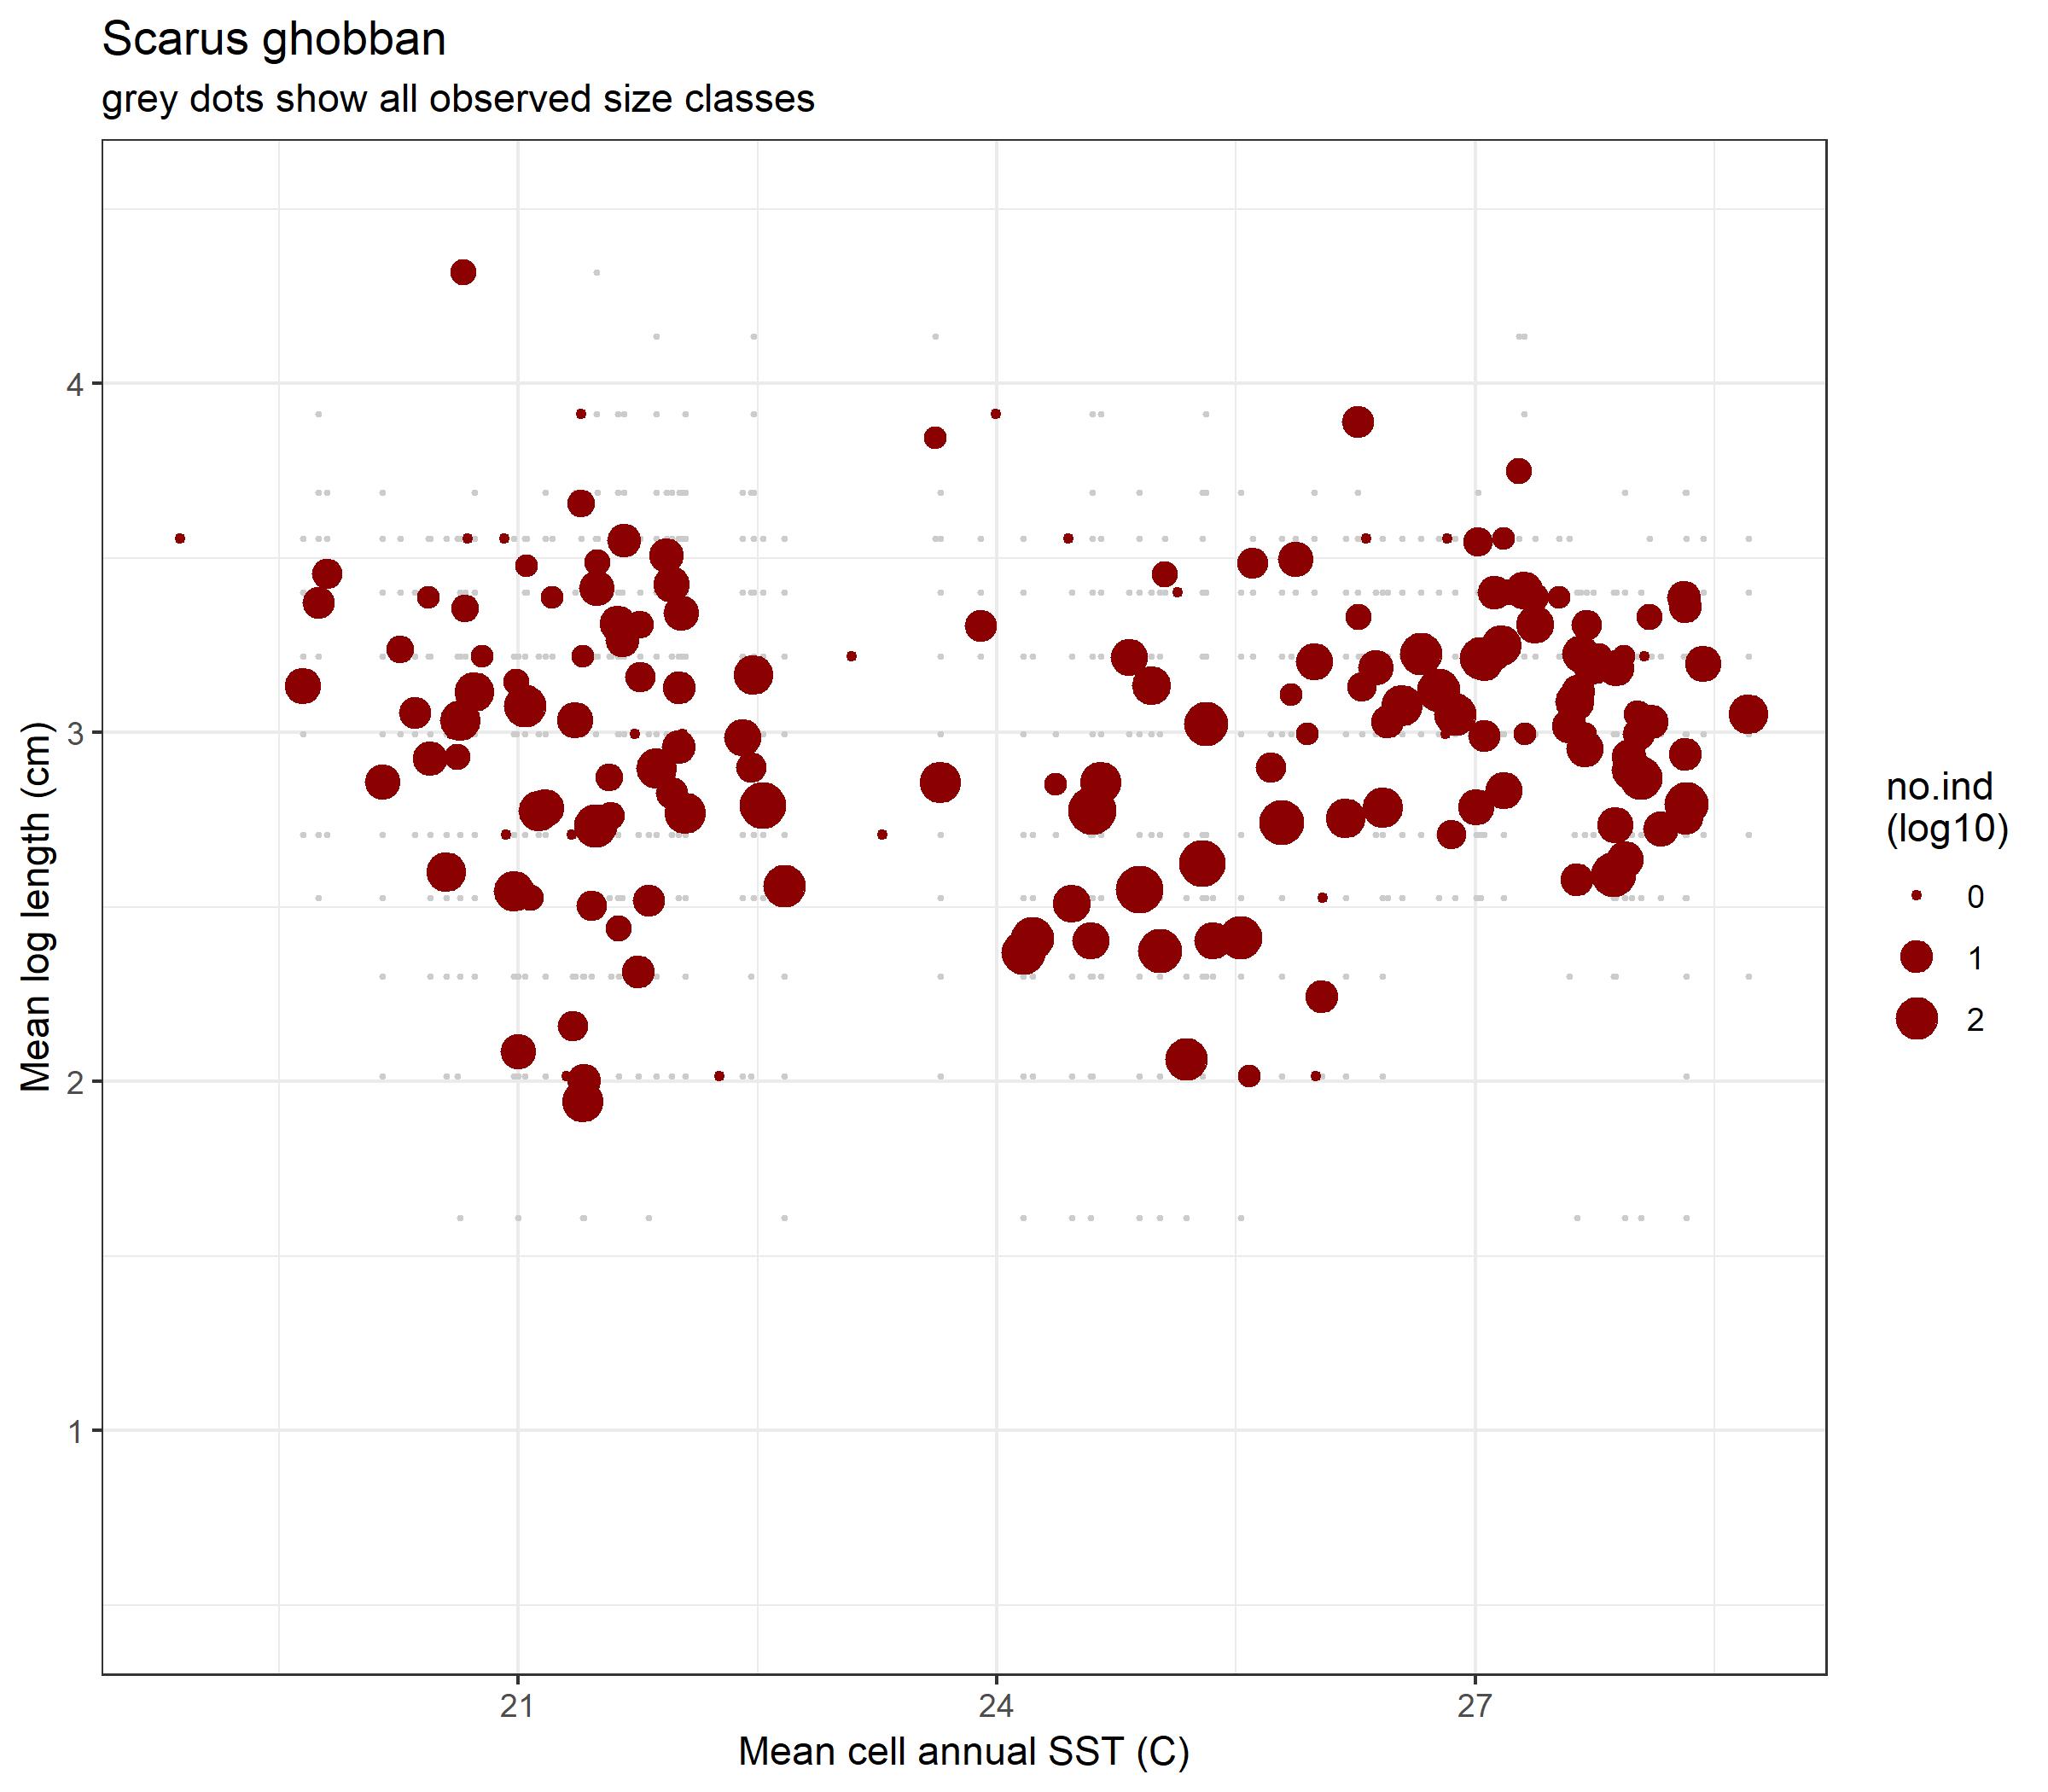 Scarus ghobban
grey dots show all observed size classes
4
3
2
1
Mean log length (cm)
21
24
27
Mean cell annual SST (C)
no.ind
(log10)
0
1
2